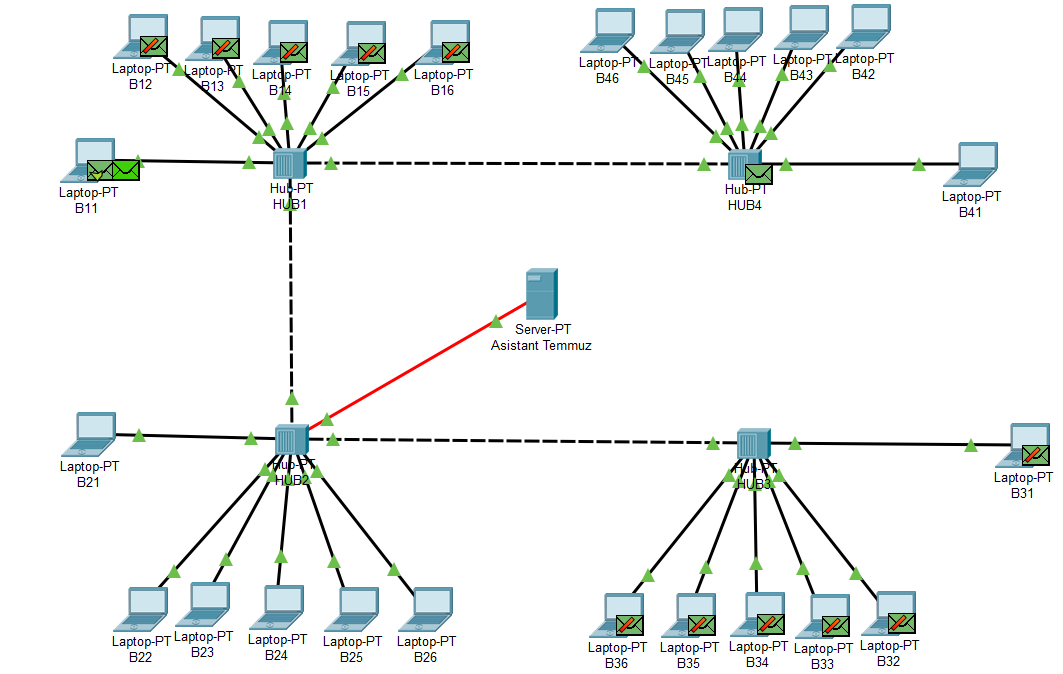 Laptop-PT
B12
Laptop-PT
B13
Laptop-PT
B14
Laptop-PT
B15
Laptop-PT
B16
Laptop-PT
B46
Laptop-PT
B45
Laptop-PT
B44
Laptop-PT
B43
Laptop-PT
B42
Laptop-PT
B11
Hub-PT
HUB1
Hub-PT
HUB4
Laptop-PT
B41
Server-PT
Asistant Temmuz
Laptop-PT
B21
Hub-PT
HUB2
Hub-PT
HUB3
Laptop-PT
B31
Laptop-PT
B22
Laptop-PT
B23
Laptop-PT
B24
Laptop-PT
B25
Laptop-PT
B26
Laptop-PT
B36
Laptop-PT
B35
Laptop-PT
B34
Laptop-PT
B33
Laptop-PT
B32